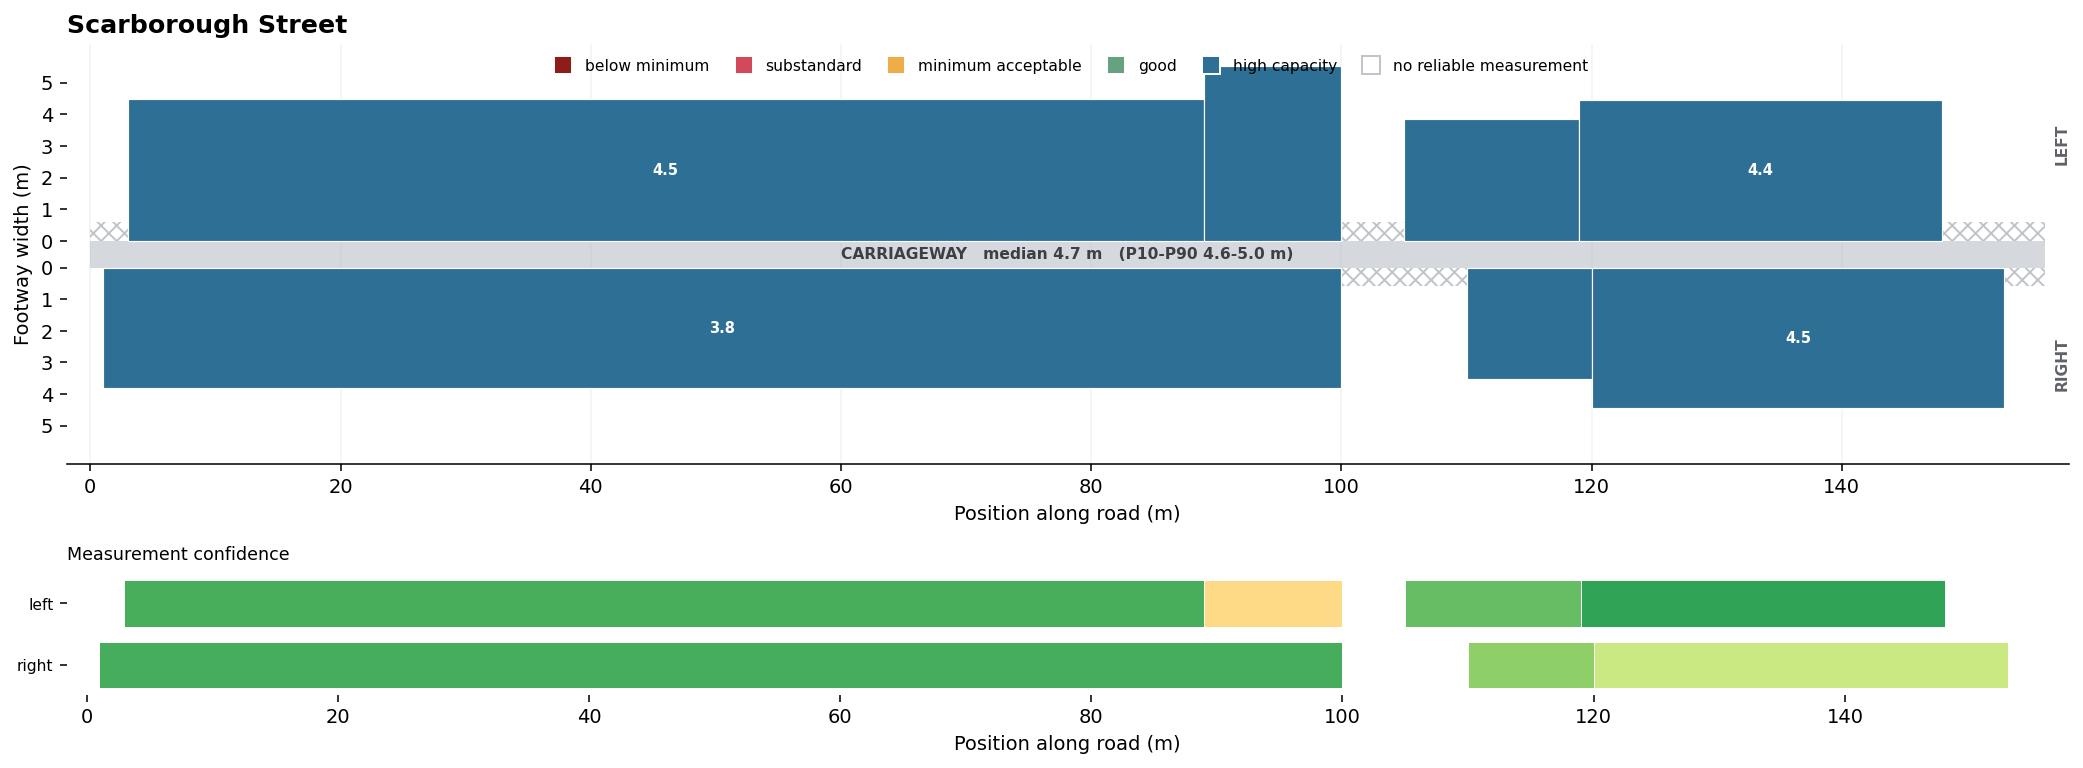 Scarborough Street
below minimum substandard minimum acceptable good high capacity no reliable measurement
Footway width (m)
5
4
3
2
1
0
0
1
2
3
4
5
4.5
4.4
LEFT
CARRIAGEWAY median 4.7 m (P10-P90 4.6-5.0 m)
3.8
4.5
RIGHT
0 20 40 60 80 100 120 140
Position along road (m)
Measurement confidence
left
right
0 20 40 60 80 100 120 140
Position along road (m)